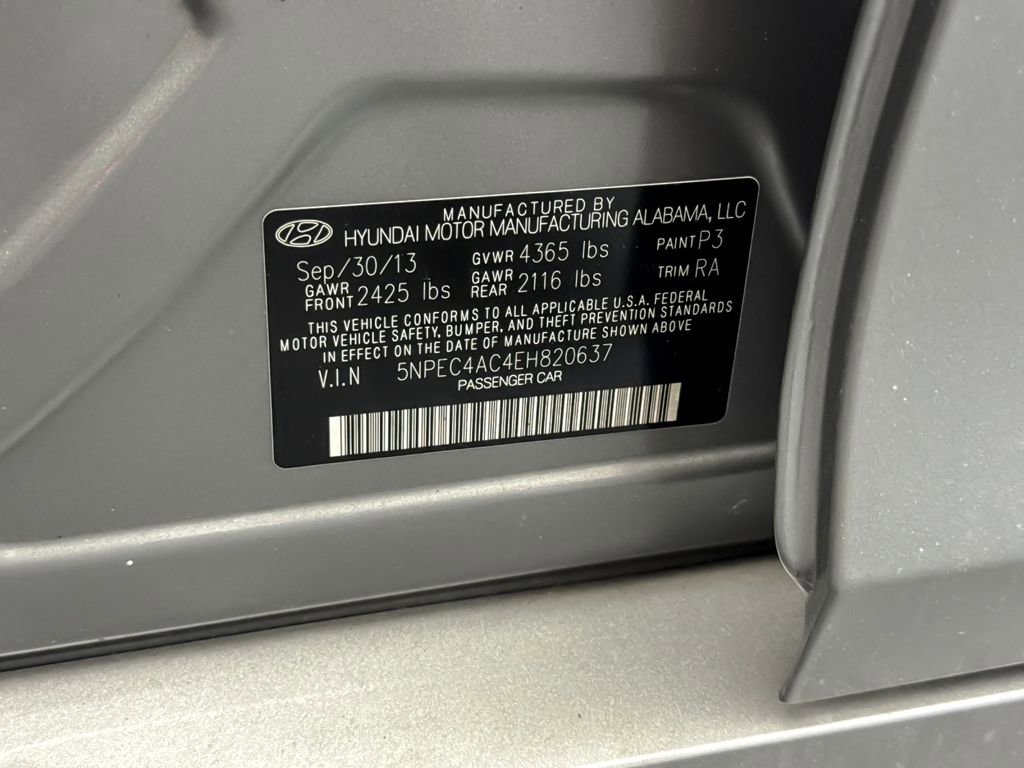 MANUFACTURED BY
HYUNDAI MOTOR MANUFACTURING ALABAMA, LLC
Sep/30/13 GVWR 4365 lbs PAINT P3
GAWR FRONT 2425 lbs GAWR REAR 2116 lbs TRIM RA
THIS VEHICLE CONFORMS TO ALL APPLICABLE U.S.A. FEDERAL
MOTOR VEHICLE SAFETY, BUMPER, AND THEFT PREVENTION STANDARDS
IN EFFECT ON THE DATE OF MANUFACTURE SHOWN ABOVE
V.I.N 5NPEC4AC4EH820637
PASSENGER CAR